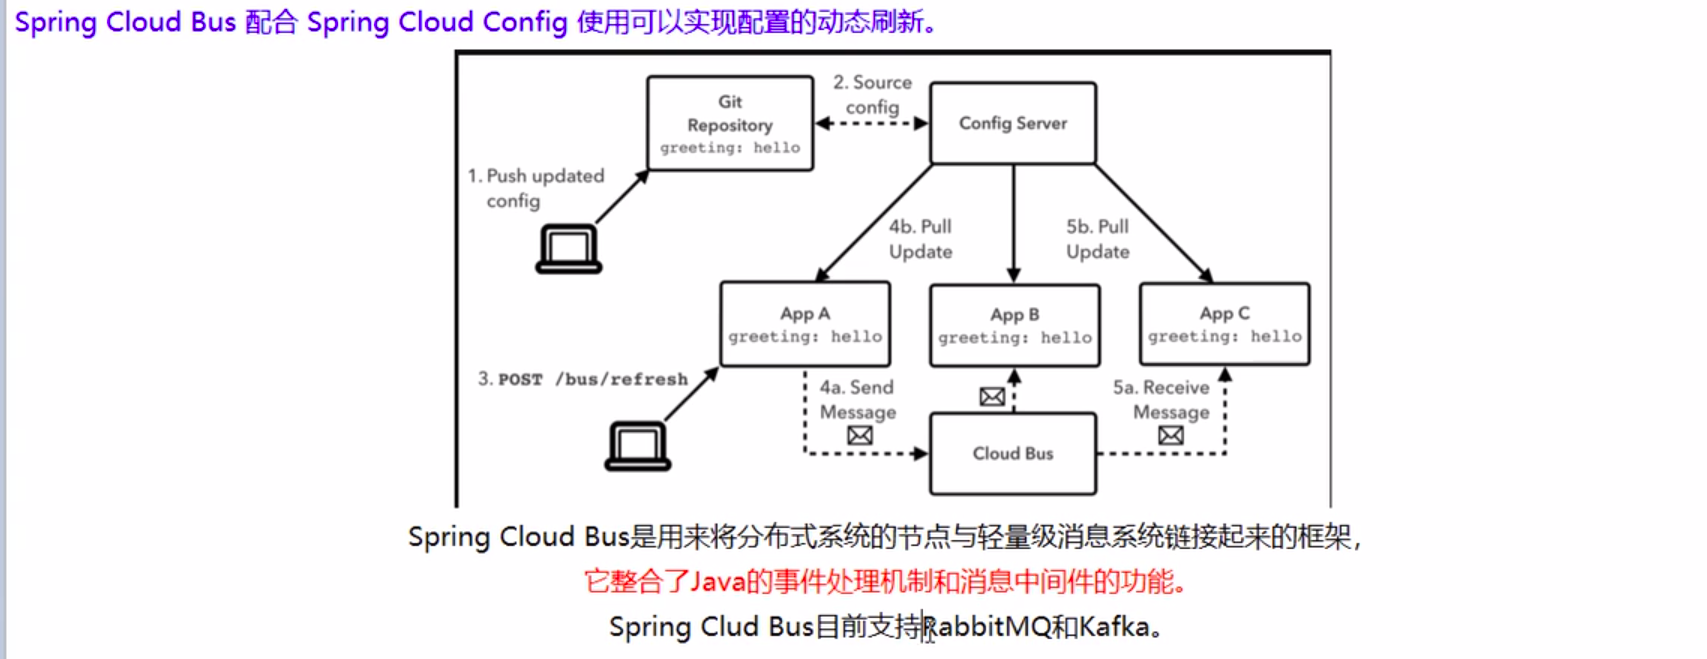 Spring Cloud Bus 配合 Spring Cloud Config 使用可以实现配置的动态刷新。
2. Source
config
Git
Repository
greeting: hello
Config Server
1. Push updated
config
4b. Pull
Update
5b. Pull
Update
App A
greeting: hello
App B
greeting: hello
App C
greeting: hello
3. POST /bus/refresh
4a. Send
Message
5a. Receive
Message
Cloud Bus
Spring Cloud Bus是用来将分布式系统的节点与轻量级消息系统链接起来的框架，
它整合了Java的事件处理机制和消息中间件的功能。
Spring Clud Bus目前支持RabbitMQ和Kafka。